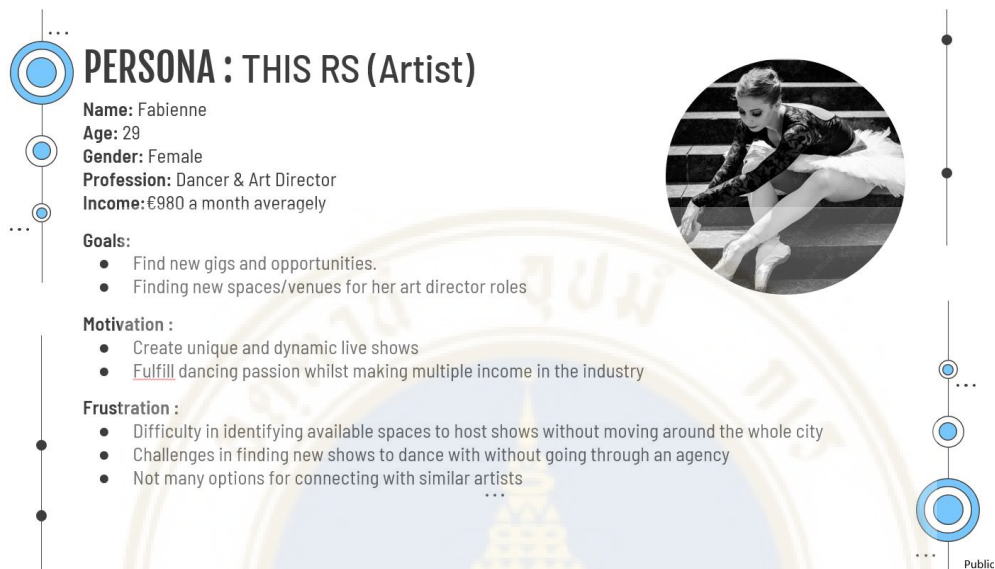 PERSONA : THIS RS (Artist)
Name: Fabienne
Age: 29
Gender: Female
Profession: Dancer & Art Director
Income:€980 a month averagely
Goals:
● Find new gigs and opportunities.
● Finding new spaces/venues for her art director roles
Motivation :
● Create unique and dynamic live shows
● Fulfill dancing passion whilst making multiple income in the industry
Frustration :
● Difficulty in identifying available spaces to host shows without moving around the whole city
● Challenges in finding new shows to dance with without going through an agency
● Not many options for connecting with similar artists
Public